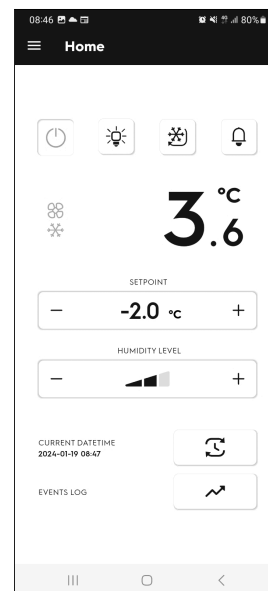 08:46 80%
Home
3.6 °C
SETPOINT
− -2.0 °C +
HUMIDITY LEVEL
− +
CURRENT DATETIME
2024-01-19 08:47
EVENTS LOG